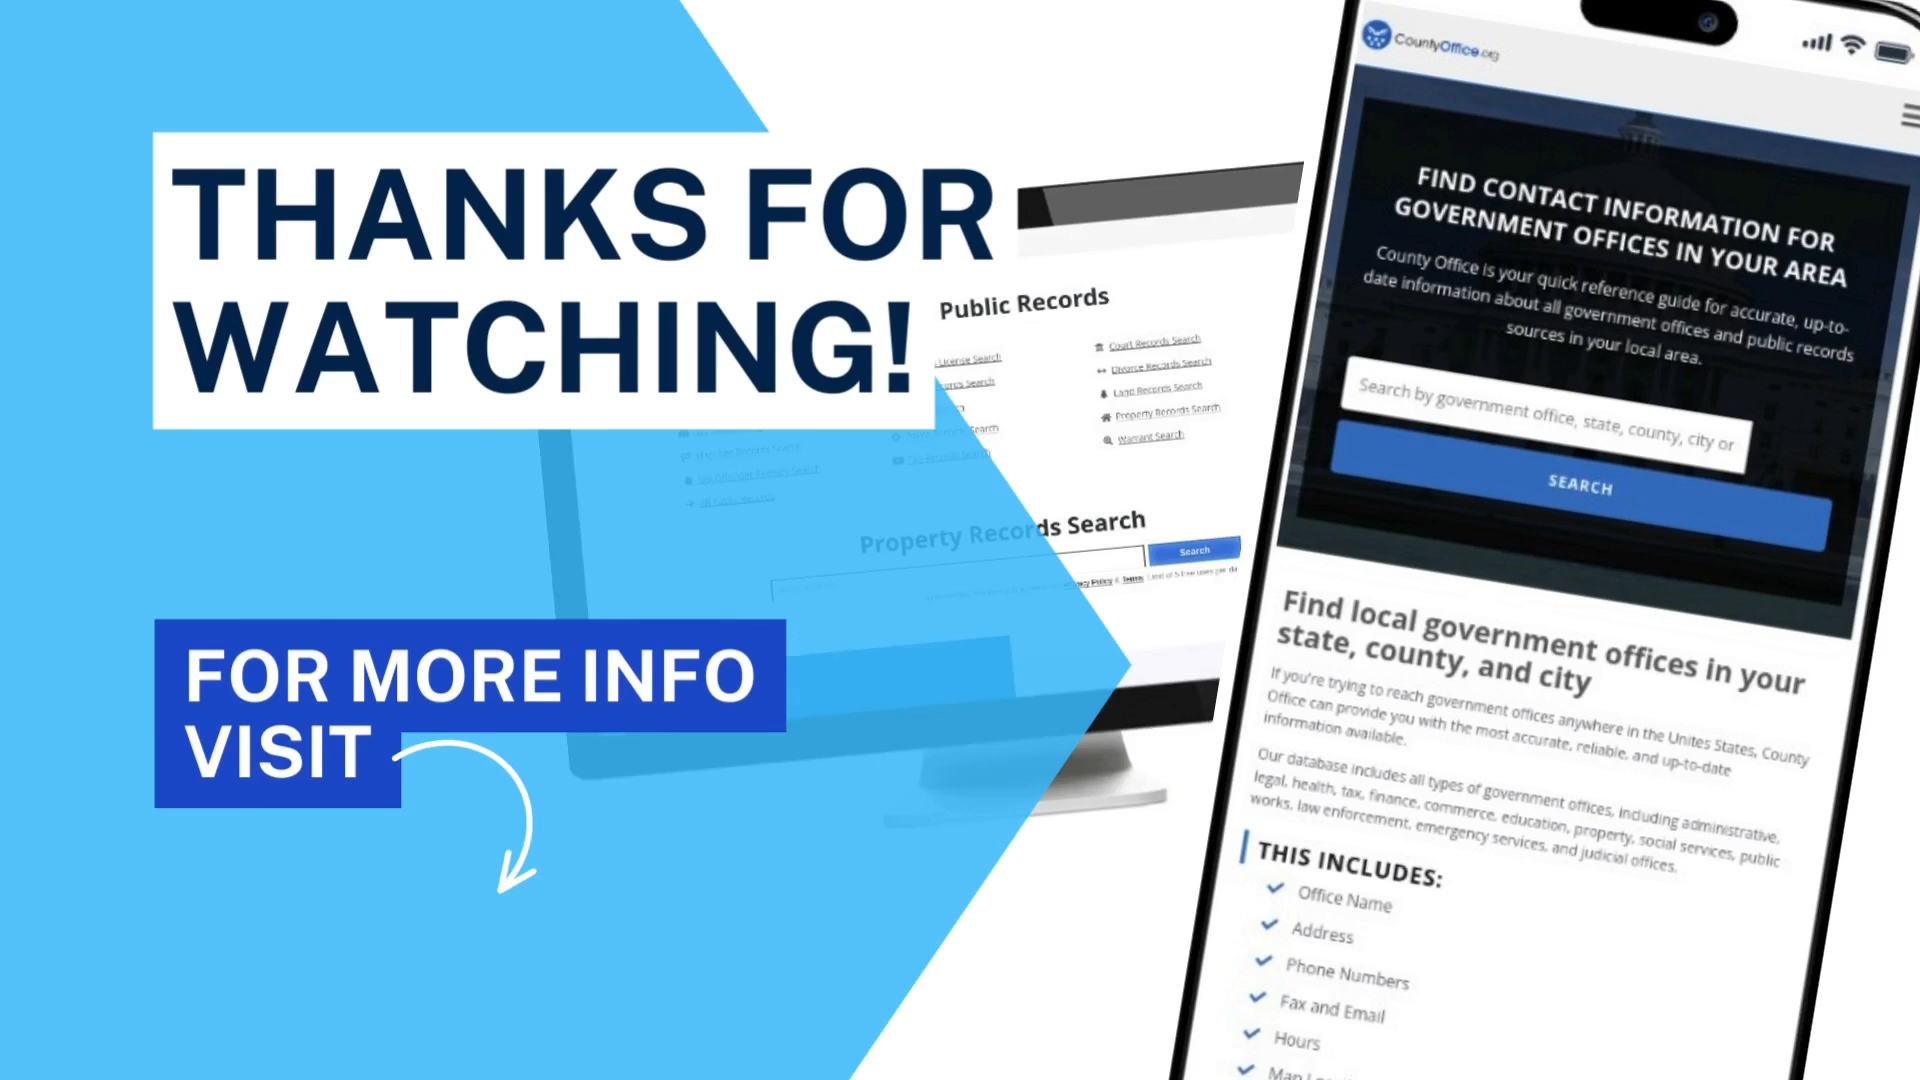 THANKS FOR
WATCHING!
FOR MORE INFO
VISIT
Public Records
License Search
Search
Search
Court Records Search
Divorce Records Search
Land Records Search
Property Records Search
Warrant Search
Property Records Search
Search
Policy & Terms
CountyOffice.org
FIND CONTACT INFORMATION FOR
GOVERNMENT OFFICES IN YOUR AREA
County Office is your quick reference guide for accurate, up-to-
date information about all government offices and public records
sources in your local area.
Search by government office, state, county, city or
SEARCH
Find local government offices in your
state, county, and city
If you're trying to reach government offices anywhere in the Unites States, County
Office can provide you with the most accurate, reliable, and up-to-date
information available.
Our database includes all types of government offices, including administrative,
legal, health, tax, finance, commerce, education, property, social services, public
works, law enforcement, emergency services, and judicial offices.
THIS INCLUDES:
Office Name
Address
Phone Numbers
Fax and Email
Hours